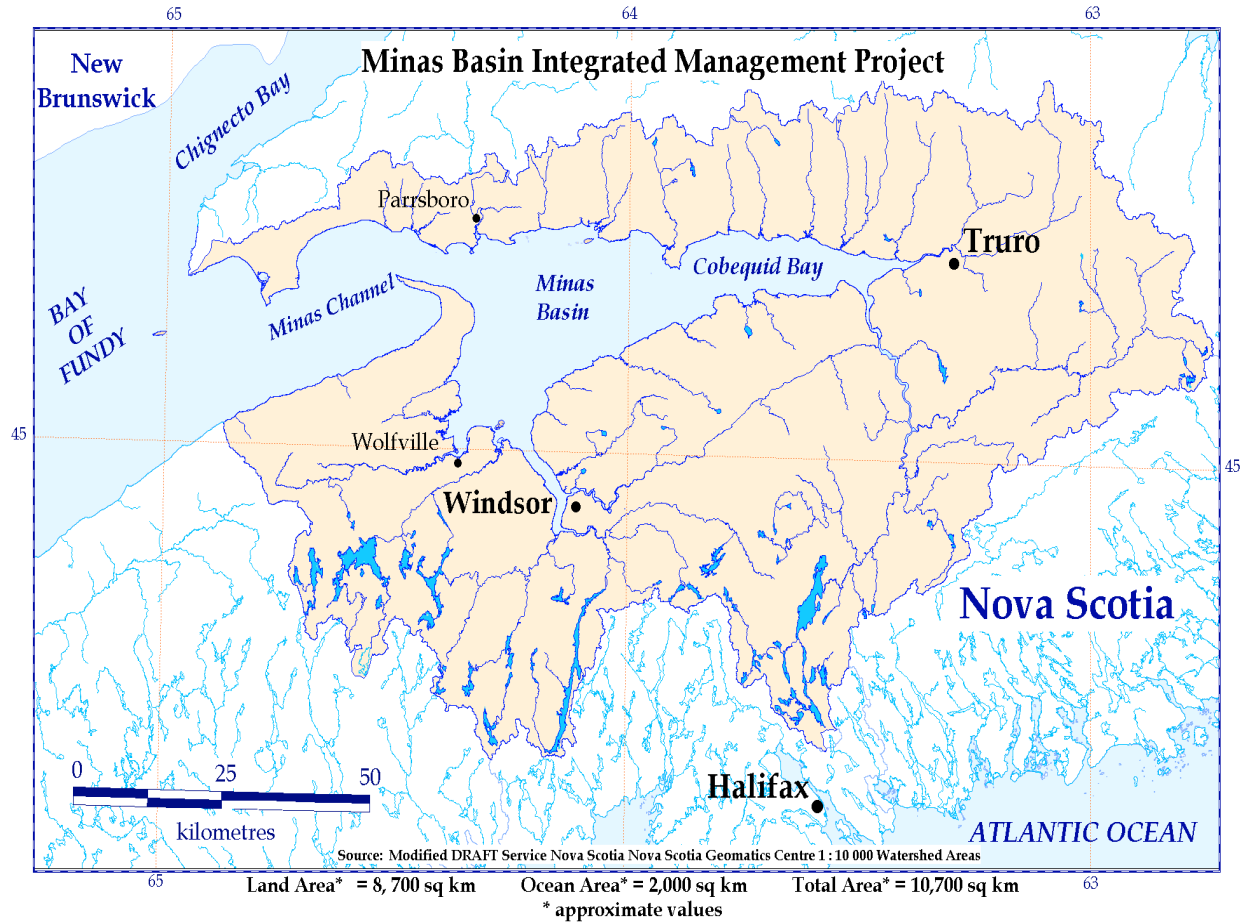 65 64 63
Minas Basin Integrated Management Project
New
Brunswick
Chignecto Bay
Parrsboro
Truro
Cobequid Bay
Minas
Basin
Minas Channel
BAY
OF
FUNDY
45
Wolfville
45
Windsor
Nova Scotia
0 25 50
kilometres
Halifax
ATLANTIC OCEAN
Source: Modified DRAFT Service Nova Scotia Nova Scotia Geomatics Centre 1 : 10 000 Watershed Areas
65 63
Land Area* = 8, 700 sq km Ocean Area* = 2,000 sq km Total Area* = 10,700 sq km
* approximate values